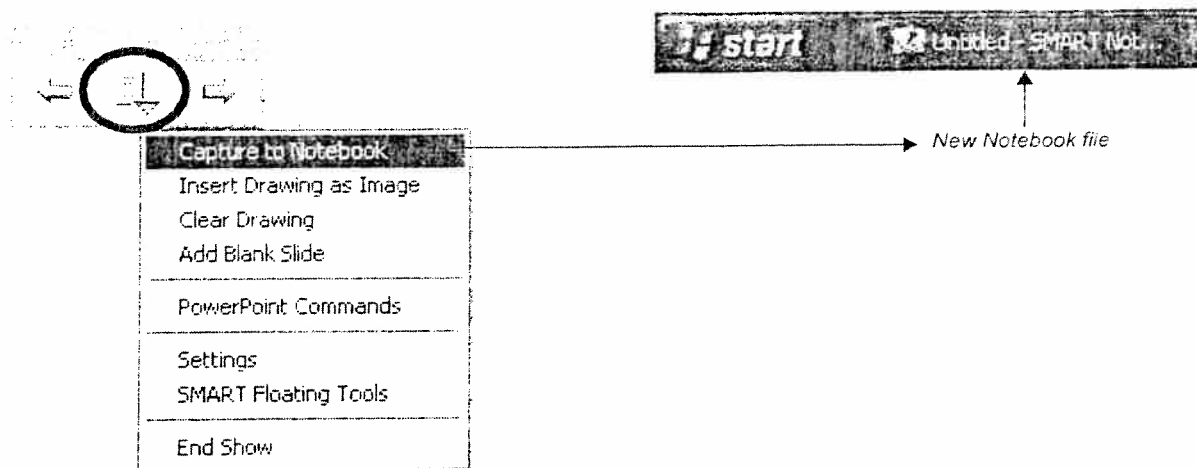 start
Untitled - SMART Not...
New Notebook file
Capture to Notebook
Insert Drawing as Image
Clear Drawing
Add Blank Slide
PowerPoint Commands
Settings
SMART Floating Tools
End Show